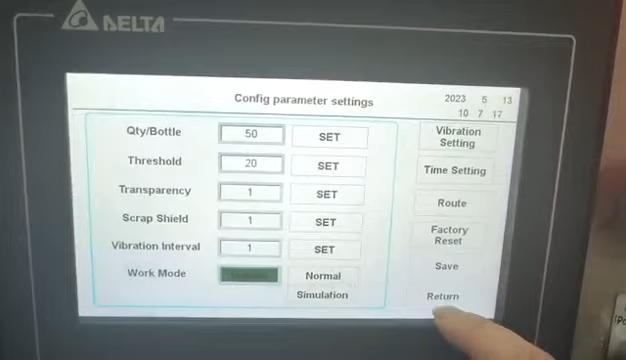 DELTA
Config parameter settings
2023 5 13
10 7 17
Qty/Bottle 50 SET
Threshold 20 SET
Transparency 1 SET
Scrap Shield 1 SET
Vibration Interval 1 SET
Work Mode
Normal
Simulation
Vibration
Setting
Time Setting
Route
Factory
Reset
Save
Return